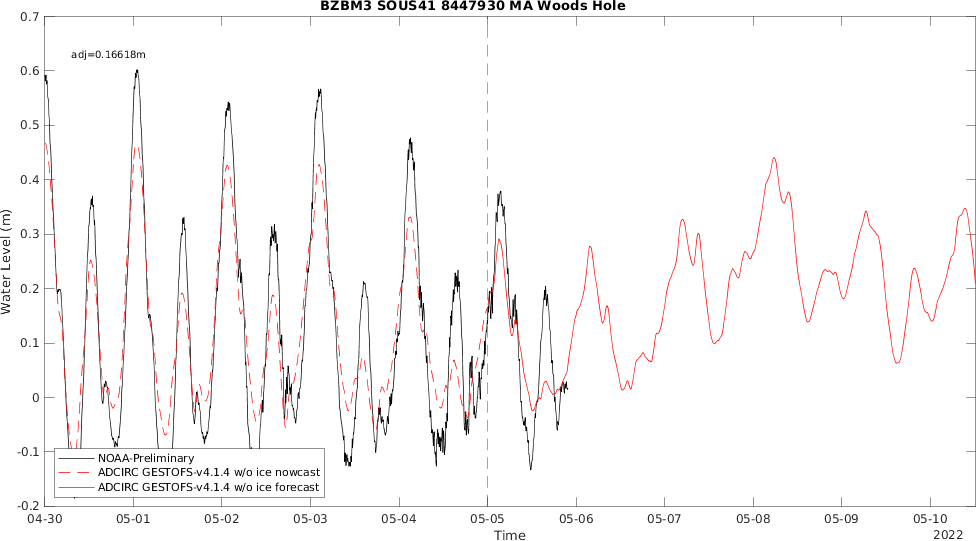 BZBM3 SOUS41 8447930 MA Woods Hole
adj=0.16618m
Water Level (m)
0.7
0.6
0.5
0.4
0.3
0.2
0.1
0
-0.1
-0.2
NOAA-Preliminary
ADCIRC GESTOFS-v4.1.4 w/o ice nowcast
ADCIRC GESTOFS-v4.1.4 w/o ice forecast
04-30 05-01 05-02 05-03 05-04 05-05 05-06 05-07 05-08 05-09 05-10
Time
2022